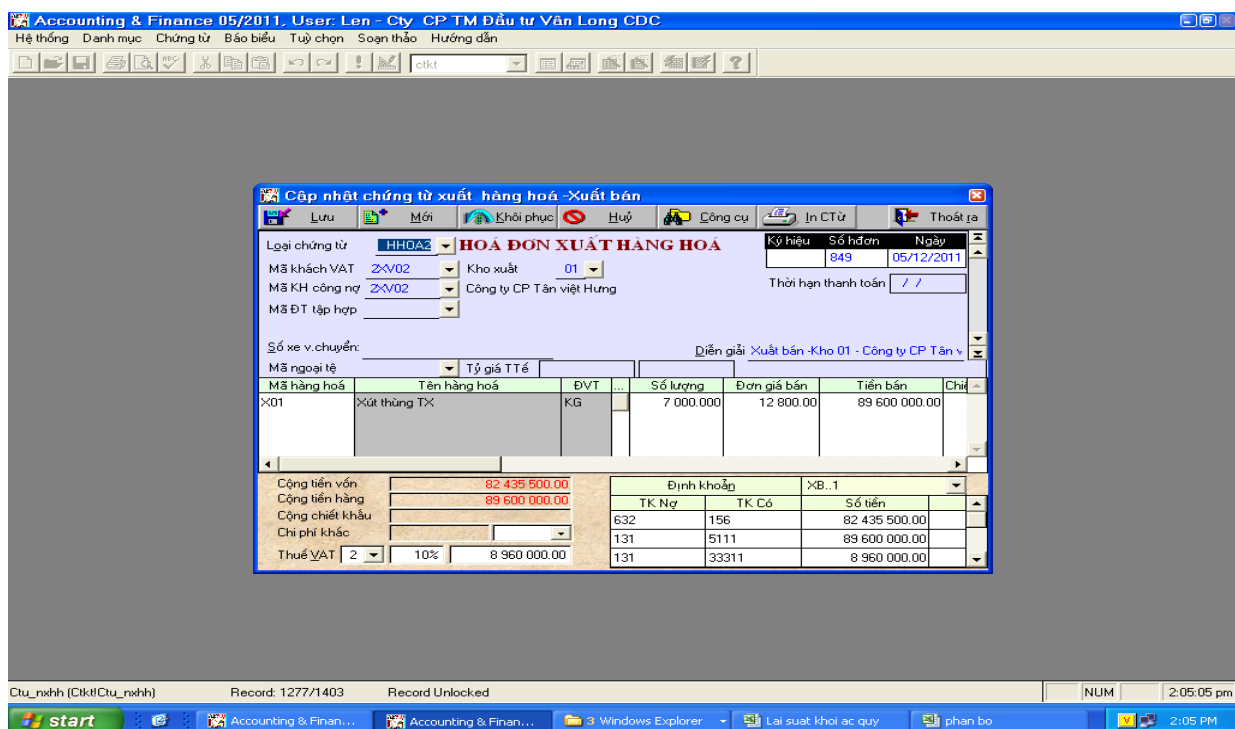 Accounting & Finance 05/2011, User: Len - Cty CP TM Đầu tư Vân Long CDC
Hệ thống Danh mục Chứng từ Báo biểu Tuỳ chọn Soạn thảo Hướng dẫn
ctkt
Cập nhật chứng từ xuất hàng hoá -Xuất bán
Lưu Mới Khôi phục Huỷ Công cụ In CTừ Thoát ra
Loại chứng từ HHOA2 HOÁ ĐƠN XUẤT HÀNG HOÁ Ký hiệu Số hđơn Ngày
849 05/12/2011
Mã khách VAT 2XV02 Kho xuất 01
Mã KH công nợ 2XV02 Công ty CP Tân việt Hưng Thời hạn thanh toán / /
Mã ĐT tập hợp
Số xe v.chuyển: Diễn giải Xuất bán -Kho 01 - Công ty CP Tân v
Mã ngoại tệ Tỷ giá TTế
Mã hàng hoá Tên hàng hoá ĐVT ... Số lượng Đơn giá bán Tiền bán Chiế
X01 Xút thùng TX KG 7 000.000 12 800.00 89 600 000.00
Cộng tiền vốn 82 435 500.00 Định khoản XB..1
Cộng tiền hàng 89 600 000.00 TK Nợ TK Có Số tiền
Cộng chiết khấu 632 156 82 435 500.00
Chi phí khác 131 5111 89 600 000.00
Thuế VAT 2 10% 8 960 000.00 131 33311 8 960 000.00
Ctu_nxhh (Ctkt!Ctu_nxhh) Record: 1277/1403 Record Unlocked NUM 2:05:05 pm
start Accounting & Finan... Accounting & Finan... 3 Windows Explorer Lai suat khoi ac quy phan bo V 2:05 PM